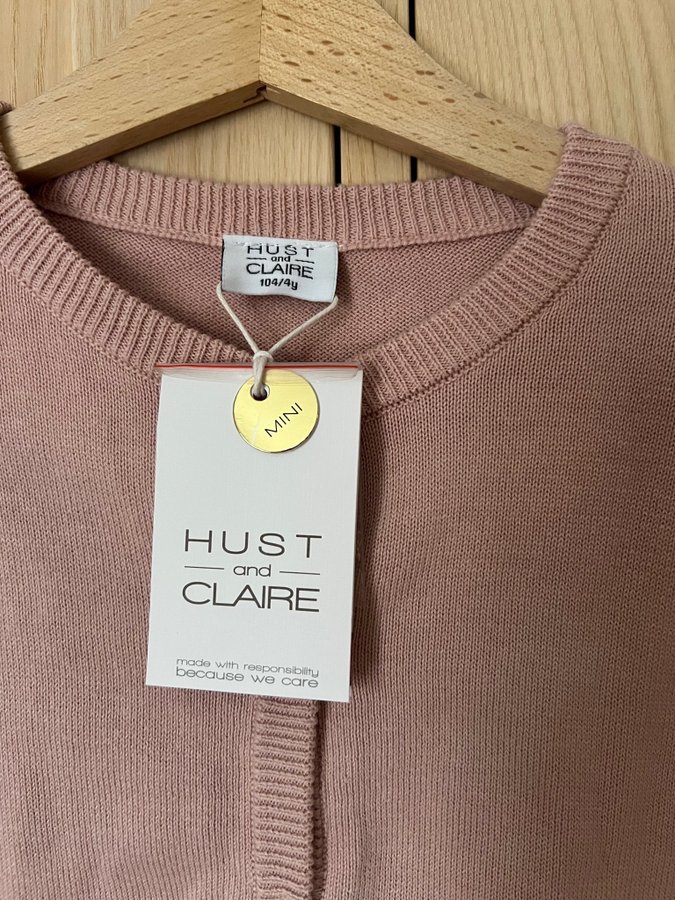 HUST
and
CLAIRE
104/4y
MINI
HUST
and
CLAIRE
made with responsibility
because we care